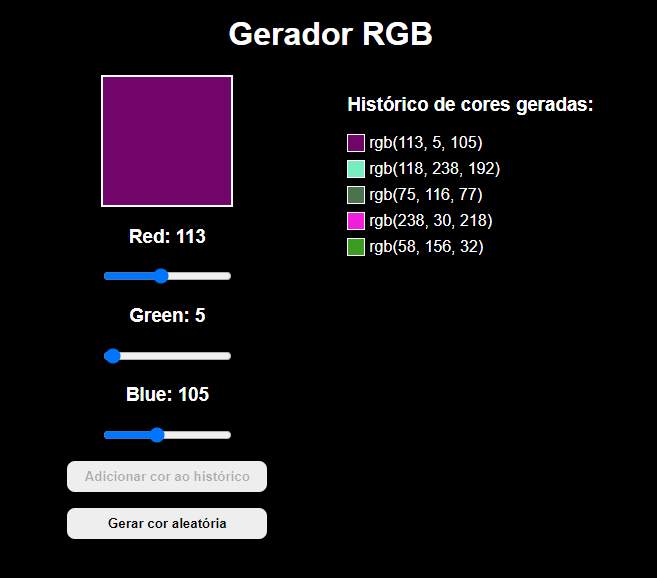 Gerador RGB
Red: 113
Green: 5
Blue: 105
Adicionar cor ao histórico
Gerar cor aleatória
Histórico de cores geradas:
rgb(113, 5, 105)
rgb(118, 238, 192)
rgb(75, 116, 77)
rgb(238, 30, 218)
rgb(58, 156, 32)